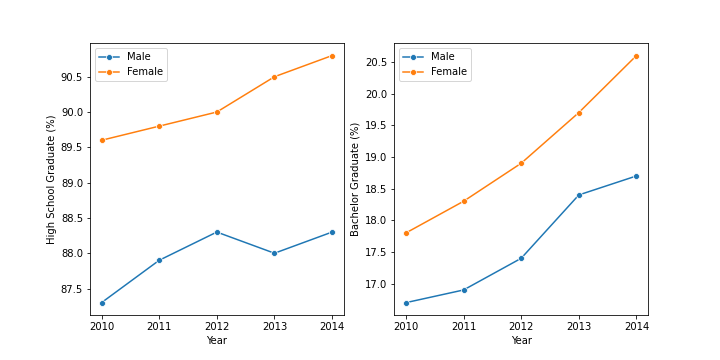 Male
Female
90.5
90.0
89.5
89.0
88.5
88.0
87.5
High School Graduate (%)
2010 2011 2012 2013 2014
Year
Male
Female
20.5
20.0
19.5
19.0
18.5
18.0
17.5
17.0
Bachelor Graduate (%)
2010 2011 2012 2013 2014
Year